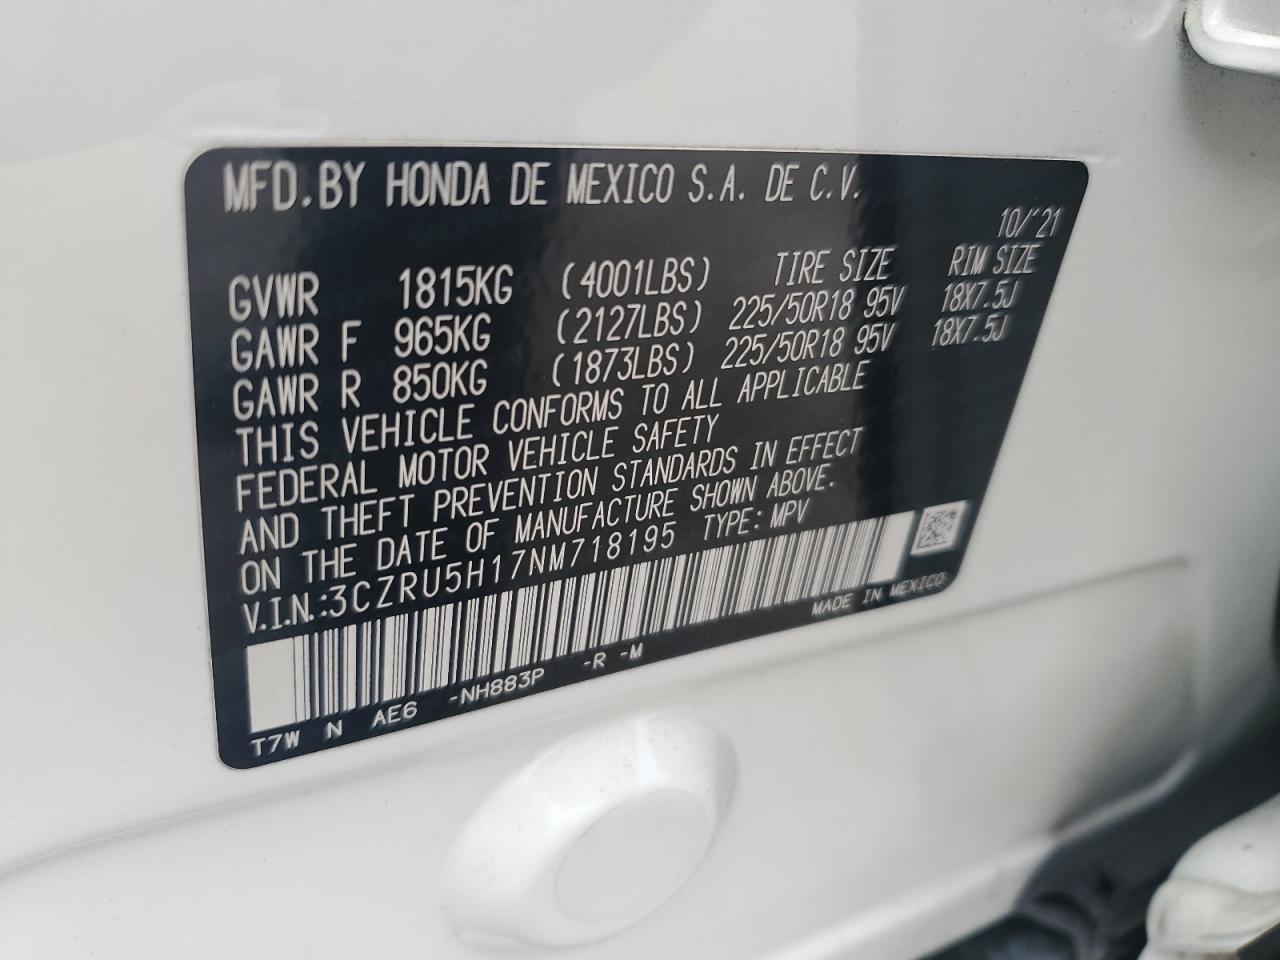 MFD.BY HONDA DE MEXICO S.A. DE C.V.
10/'21
GVWR 1815KG (4001LBS) TIRE SIZE RIM SIZE
GAWR F 965KG (2127LBS) 225/50R18 95V 18X7.5J
GAWR R 850KG (1873LBS) 225/50R18 95V 18X7.5J
THIS VEHICLE CONFORMS TO ALL APPLICABLE
FEDERAL MOTOR VEHICLE SAFETY
AND THEFT PREVENTION STANDARDS IN EFFECT
ON THE DATE OF MANUFACTURE SHOWN ABOVE.
V.I.N.:3CZRU5H17NM718195 TYPE: MPV
MADE IN MEXICO
T7W N AE6 -NH883P -R -M